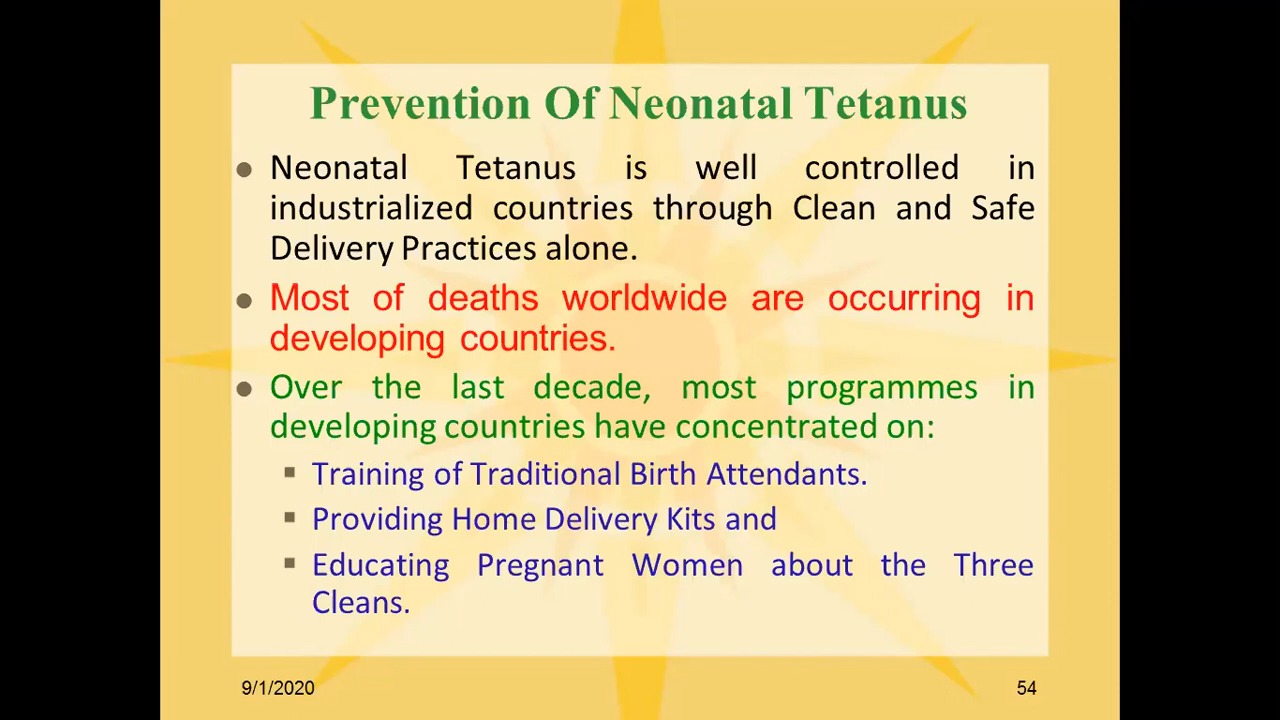 Prevention Of Neonatal Tetanus
Neonatal Tetanus is well controlled in
industrialized countries through Clean and Safe
Delivery Practices alone.
Most of deaths worldwide are occurring in
developing countries.
Over the last decade, most programmes in
developing countries have concentrated on:
Training of Traditional Birth Attendants.
Providing Home Delivery Kits and
Educating Pregnant Women about the Three
Cleans.
9/1/2020
54